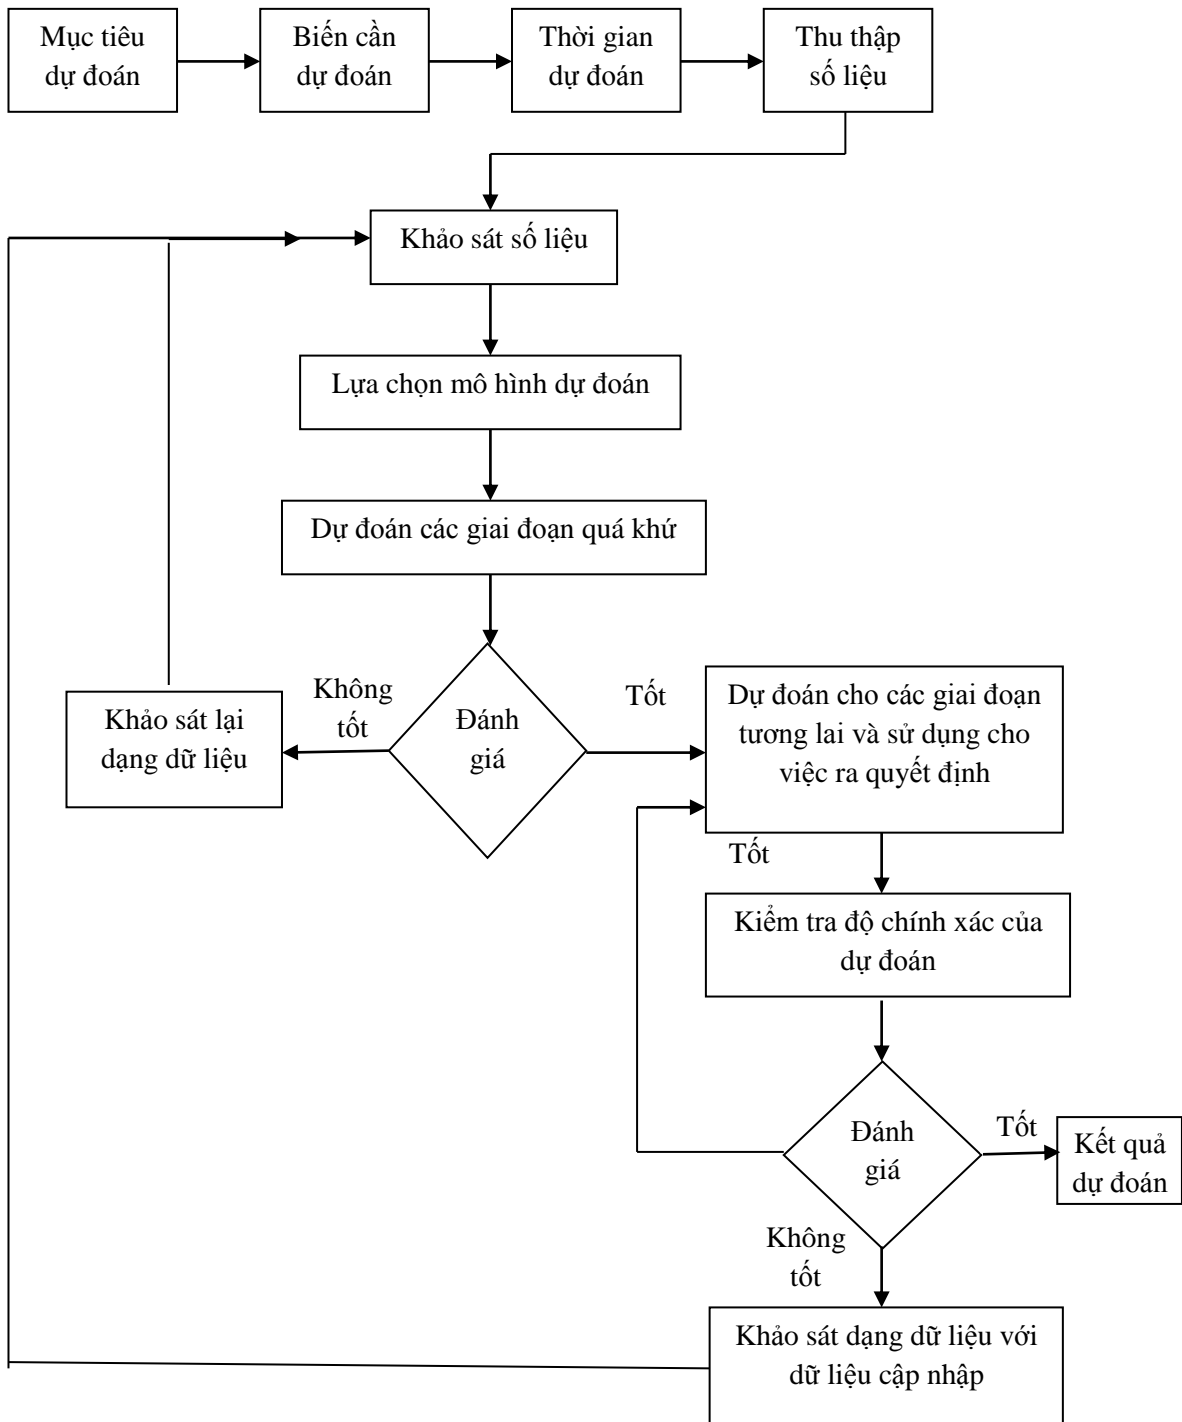 Mục tiêu
dự đoán
Biến cần
dự đoán
Thời gian
dự đoán
Thu thập
số liệu
Khảo sát số liệu
Lựa chọn mô hình dự đoán
Dự đoán các giai đoạn quá khứ
Không
tốt
Tốt
Khảo sát lại
dạng dữ liệu
Đánh
giá
Dự đoán cho các giai đoạn
tương lai và sử dụng cho
việc ra quyết định
Tốt
Kiểm tra độ chính xác của
dự đoán
Đánh
giá
Tốt
Kết quả
dự đoán
Không
tốt
Khảo sát dạng dữ liệu với
dữ liệu cập nhập